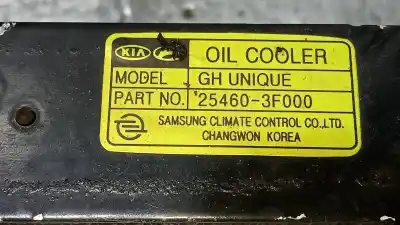 KIA OIL COOLER
MODEL GH UNIQUE
PART NO. 25460-3F000
SAMSUNG CLIMATE CONTROL CO.,LTD.
CHANGWON KOREA